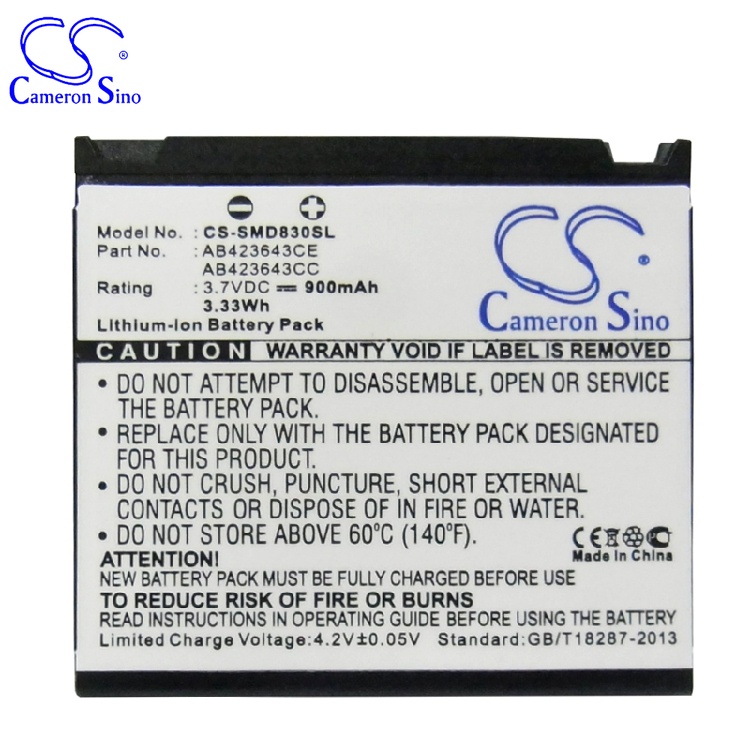 CS®
Cameron Sino
Model No. : CS-SMD830SL
Part No. : AB423643CE
AB423643CC
Rating : 3.7VDC 900mAh
3.33Wh
Lithium-Ion Battery Pack
CS®
Cameron Sino
CAUTION WARRANTY VOID IF LABEL IS REMOVED
• DO NOT ATTEMPT TO DISASSEMBLE, OPEN OR SERVICE
THE BATTERY PACK.
• REPLACE ONLY WITH THE BATTERY PACK DESIGNATED
FOR THIS PRODUCT.
• DO NOT CRUSH, PUNCTURE, SHORT EXTERNAL
CONTACTS OR DISPOSE OF IN FIRE OR WATER.
• DO NOT STORE ABOVE 60°C (140°F).
CE
Made In China
ATTENTION!
NEW BATTERY PACK MUST BE FULLY CHARGED BEFORE USE
TO REDUCE RISK OF FIRE OR BURNS
READ INSTRUCTIONS INCLUDED BEFORE USING THE BATTERY
Limited Charge Voltage:4.2V±0.05V Standard:GB/T18287-2013